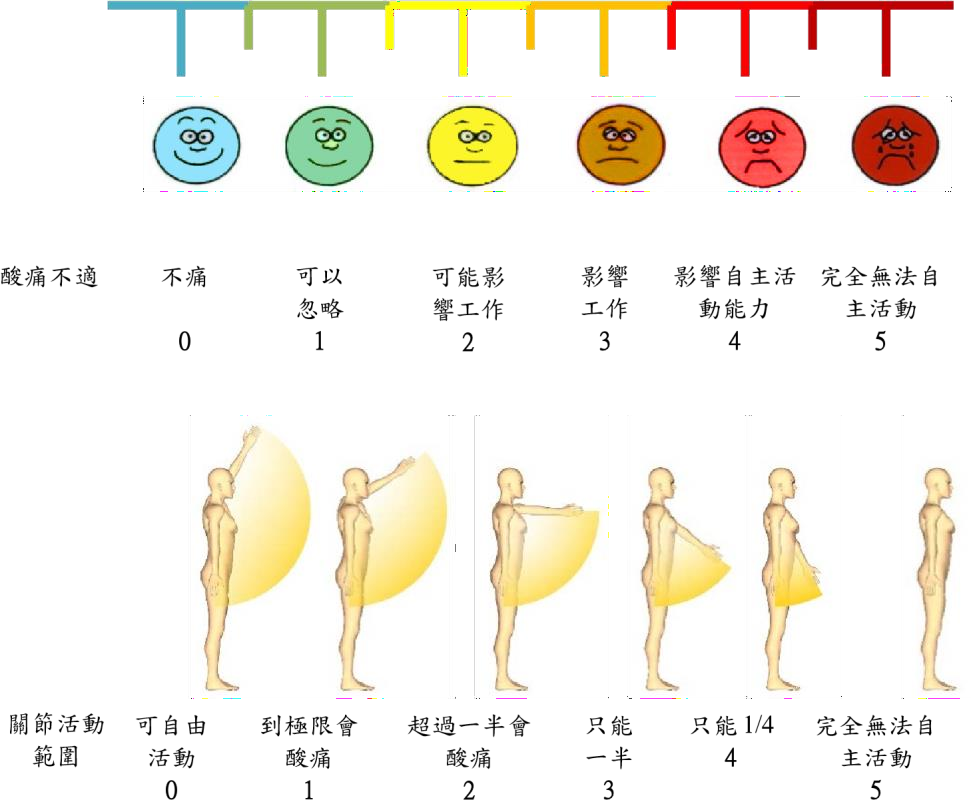 酸痛不適 不痛 可以 可能影 影響 影響自主活 完全無法自
忽略 響工作 工作 動能力 主活動
0 1 2 3 4 5
關節活動 可自由 到極限會 超過一半會 只能 只能 1/4 完全無法自
範圍 活動 酸痛 酸痛 一半 4 主活動
0 1 2 3 5